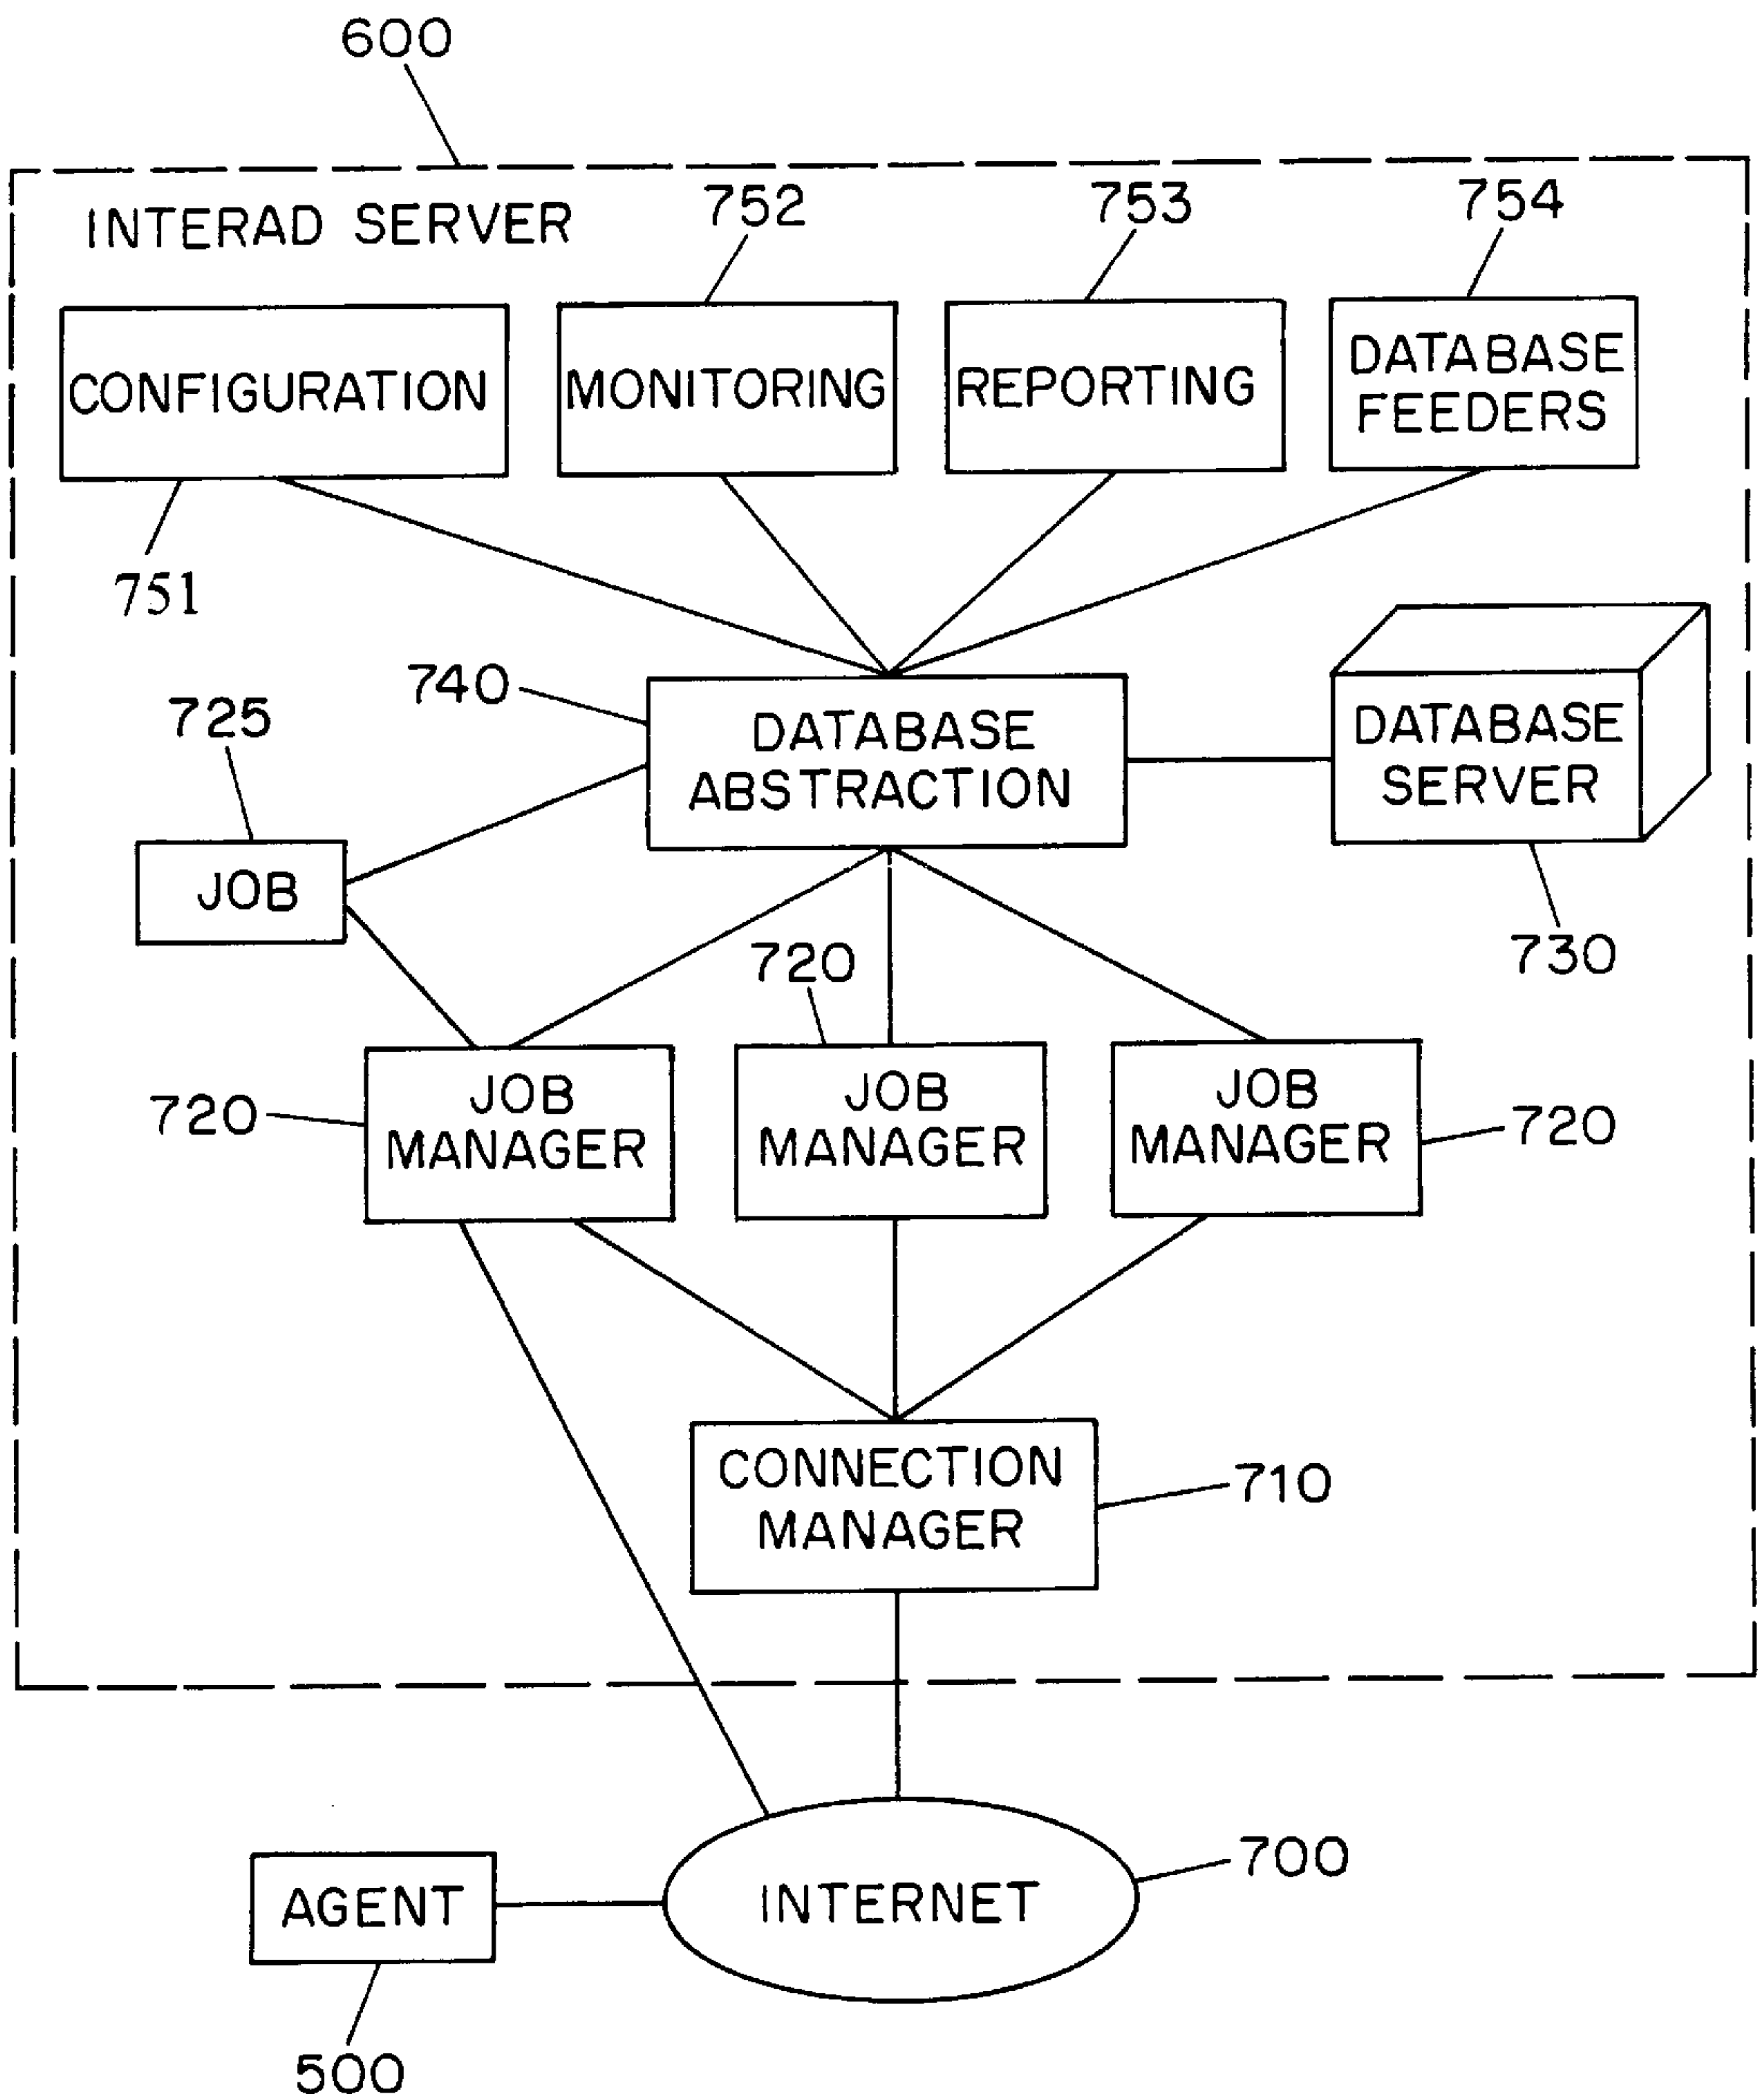 600
INTERAD SERVER
752
753
754
CONFIGURATION
MONITORING
REPORTING
DATABASE
FEEDERS
751
740
725
DATABASE
ABSTRACTION
DATABASE
SERVER
JOB
730
720
720
JOB
MANAGER
JOB
MANAGER
JOB
MANAGER
720
CONNECTION
MANAGER
710
700
AGENT
INTERNET
500